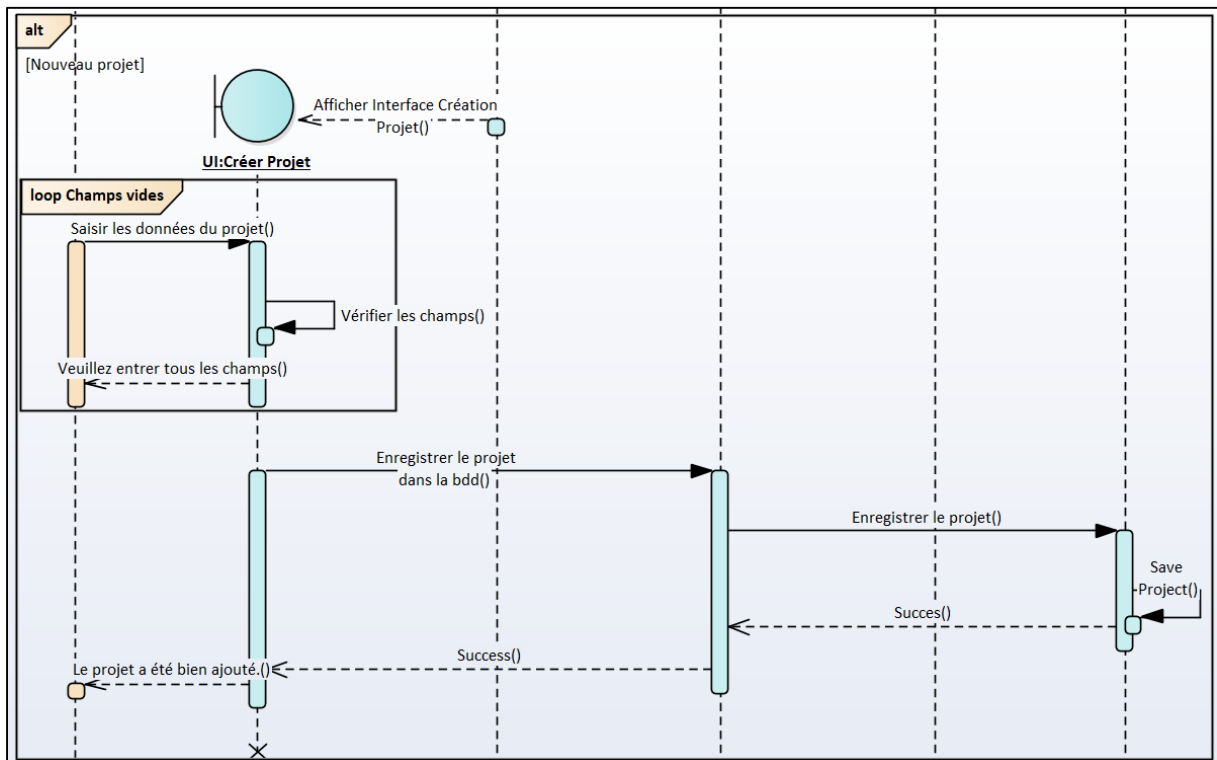 alt
[Nouveau projet]
Afficher Interface Création
Projet()
UI:Créer Projet
loop Champs vides
Saisir les données du projet()
Vérifier les champs()
Veuillez entrer tous les champs()
Enregistrer le projet
dans la bdd()
Enregistrer le projet()
Save
Project()
Succes()
Success()
Le projet a été bien ajouté.()